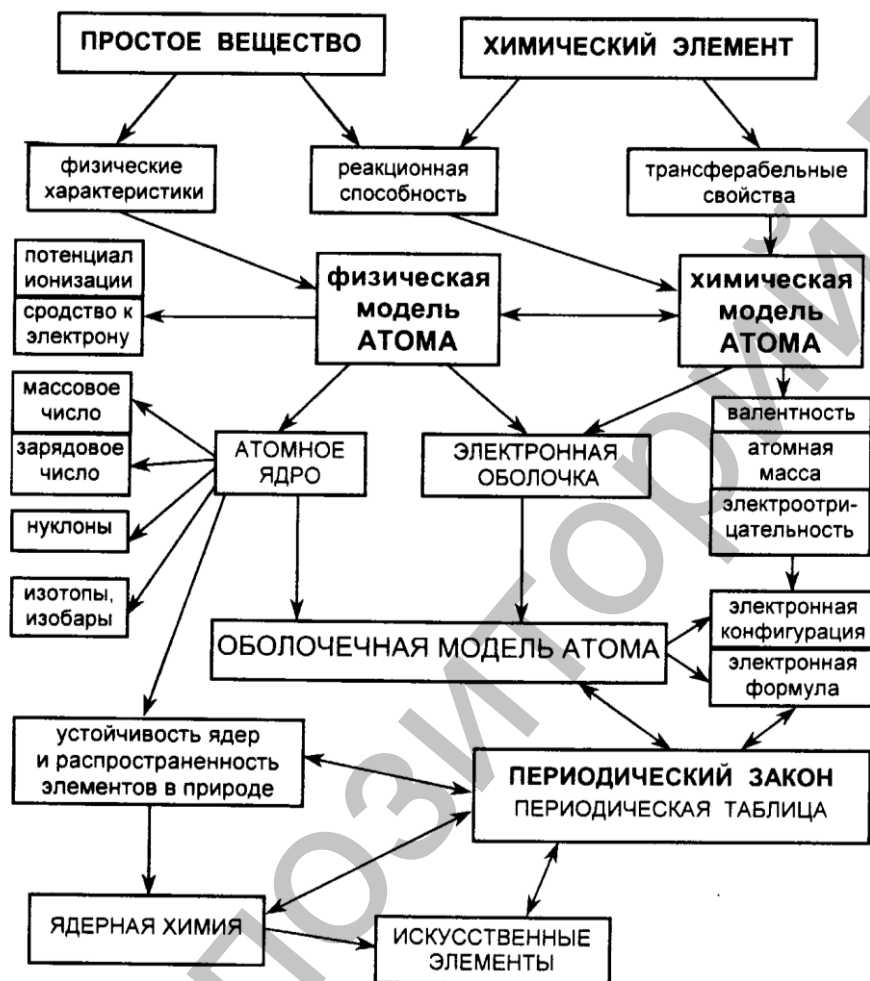 ПРОСТОЕ ВЕЩЕСТВО
ХИМИЧЕСКИЙ ЭЛЕМЕНТ
физические
характеристики
реакционная
способность
трансферабельные
свойства
потенциал
ионизации
сродство к
электрону
физическая
модель
АТОМА
химическая
модель
АТОМА
массовое
число
зарядовое
число
нуклоны
изотопы,
изобары
АТОМНОЕ
ЯДРО
ЭЛЕКТРОННАЯ
ОБОЛОЧКА
валентность
атомная
масса
электроотри-
цательность
ОБОЛОЧЕЧНАЯ МОДЕЛЬ АТОМА
электронная
конфигурация
электронная
формула
устойчивость ядер
и распространенность
элементов в природе
ПЕРИОДИЧЕСКИЙ ЗАКОН
ПЕРИОДИЧЕСКАЯ ТАБЛИЦА
ЯДЕРНАЯ ХИМИЯ
ИСКУССТВЕННЫЕ
ЭЛЕМЕНТЫ
позиторий